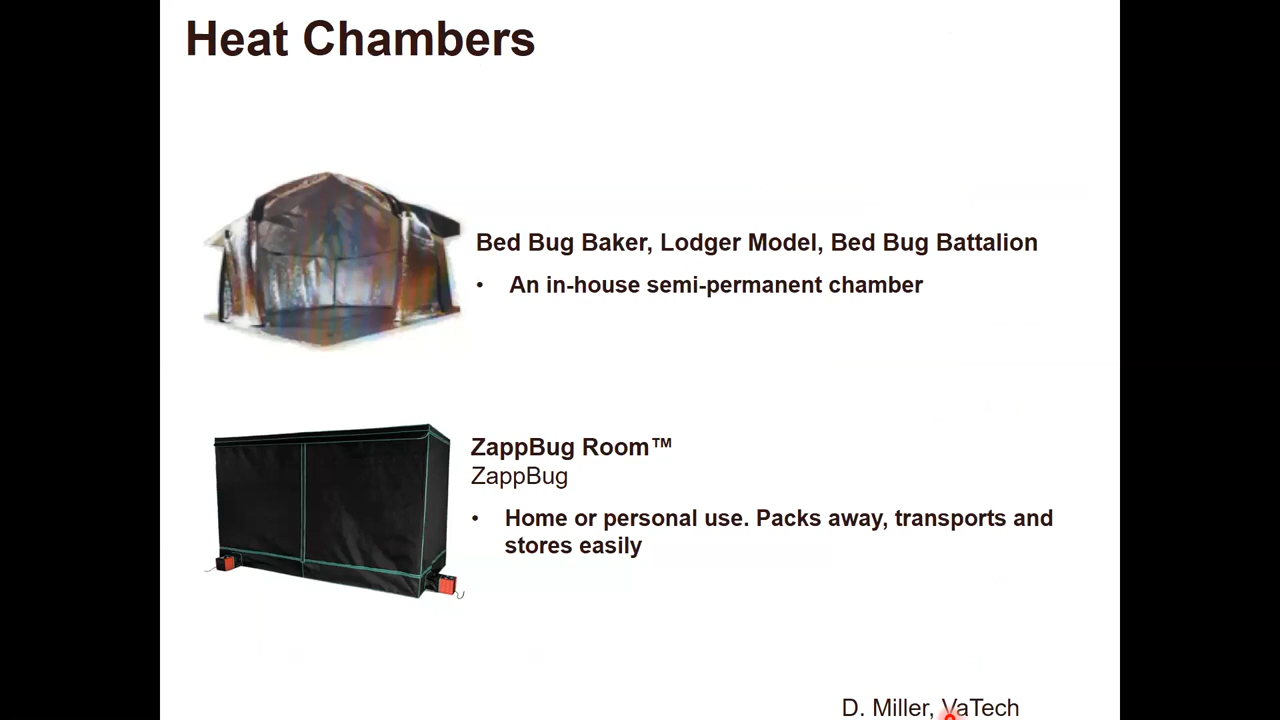 Heat Chambers
Bed Bug Baker, Lodger Model, Bed Bug Battalion
• An in-house semi-permanent chamber
ZappBug Room™
ZappBug
• Home or personal use. Packs away, transports and
stores easily
D. Miller, VaTech